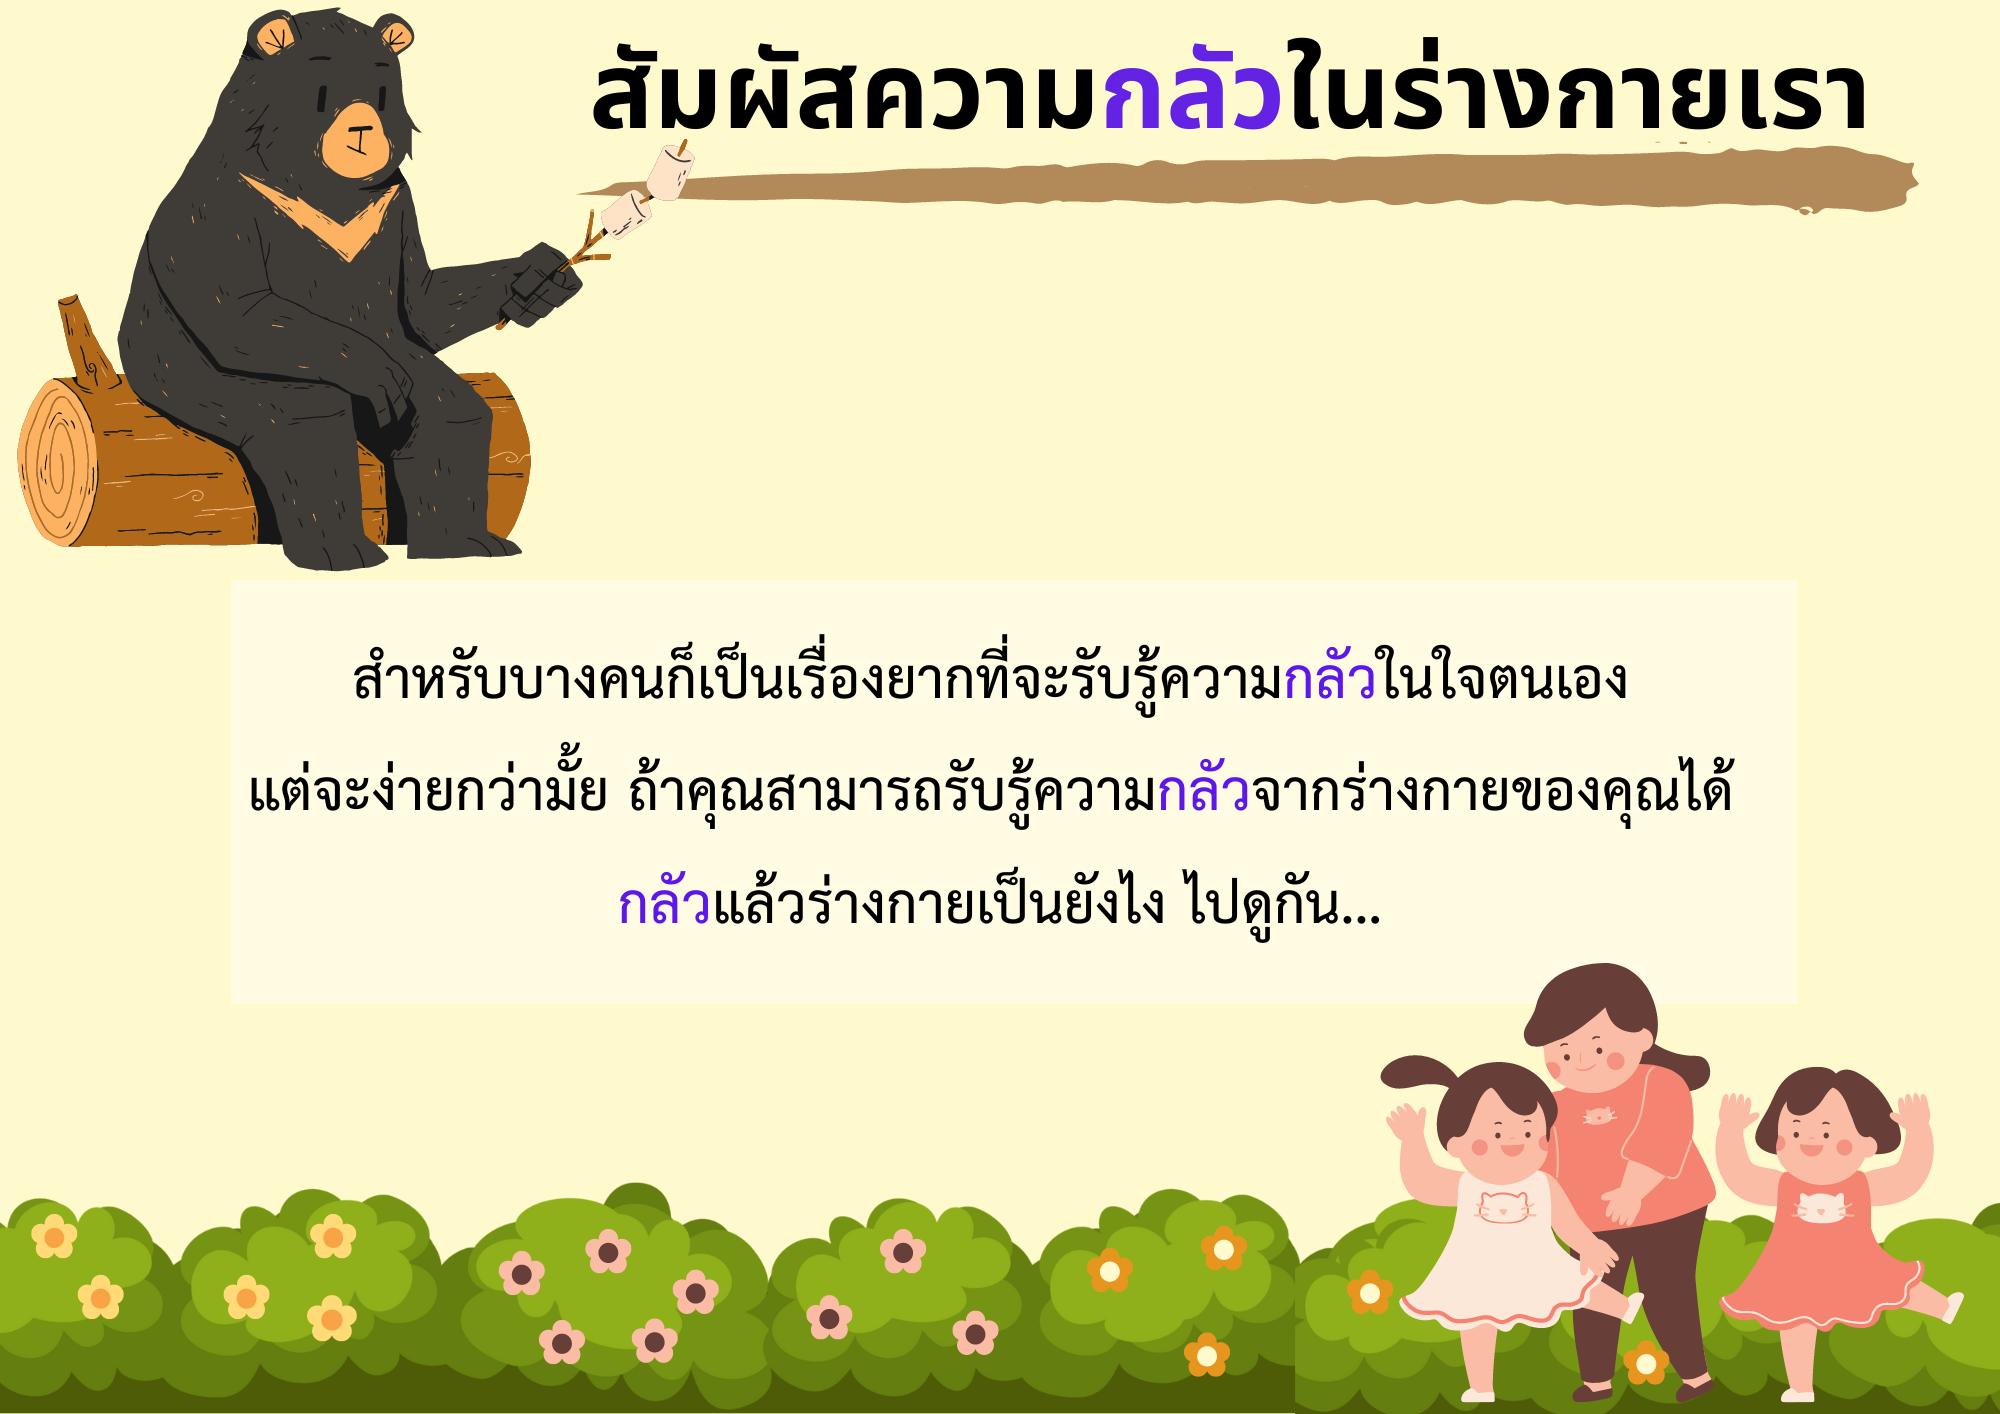 สัมผัสความกลัวในร่างกายเรา
สำหรับบางคนก็เป็นเรื่องยากที่จะรับรู้ความกลัวในใจตนเอง
แต่จะง่ายกว่ามั้ย ถ้าคุณสามารถรับรู้ความกลัวจากร่างกายของคุณได้
กลัวแล้วร่างกายเป็นยังไง ไปดูกัน...